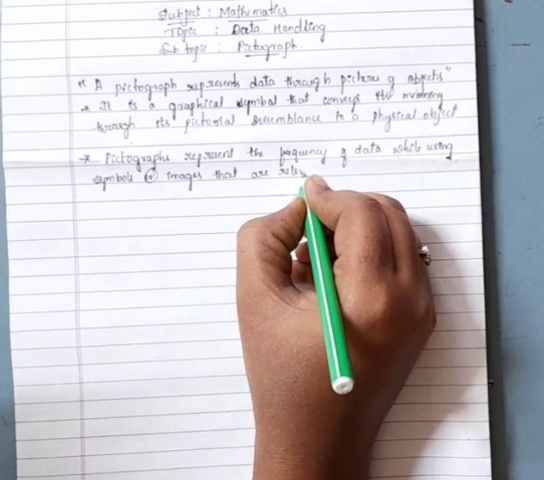 Subject : Mathematics
Topic : Data Handling
Sub topic : Pictograph.
" A pictograph represents data through pictures of objects"
* It is a graphical symbol that conveys its meaning
through its pictorial resemblance to a physical object
* Pictographs represent the frequency of data while using
symbols or images that are rele